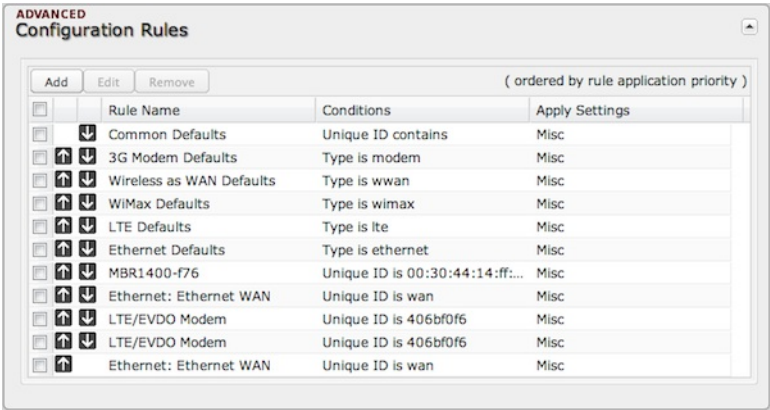 ADVANCED
Configuration Rules
Add Edit Remove ( ordered by rule application priority )
Rule Name Conditions Apply Settings
Common Defaults Unique ID contains Misc
3G Modem Defaults Type is modem Misc
Wireless as WAN Defaults Type is wwan Misc
WiMax Defaults Type is wimax Misc
LTE Defaults Type is lte Misc
Ethernet Defaults Type is ethernet Misc
MBR1400-f76 Unique ID is 00:30:44:14:ff:... Misc
Ethernet: Ethernet WAN Unique ID is wan Misc
LTE/EVDO Modem Unique ID is 406bf0f6 Misc
LTE/EVDO Modem Unique ID is 406bf0f6 Misc
Ethernet: Ethernet WAN Unique ID is wan Misc